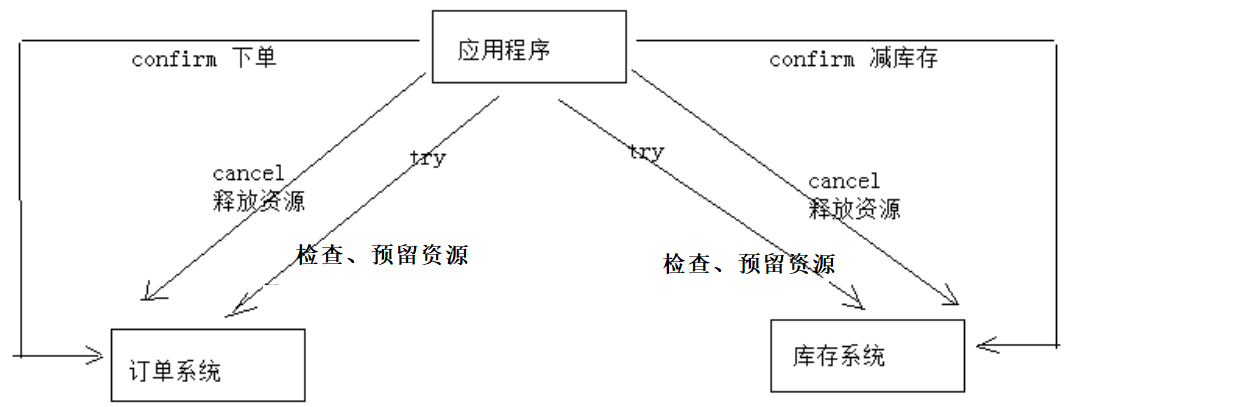 应用程序
confirm 下单
confirm 减库存
try
try
cancel
释放资源
cancel
释放资源
检查、预留资源
检查、预留资源
订单系统
库存系统